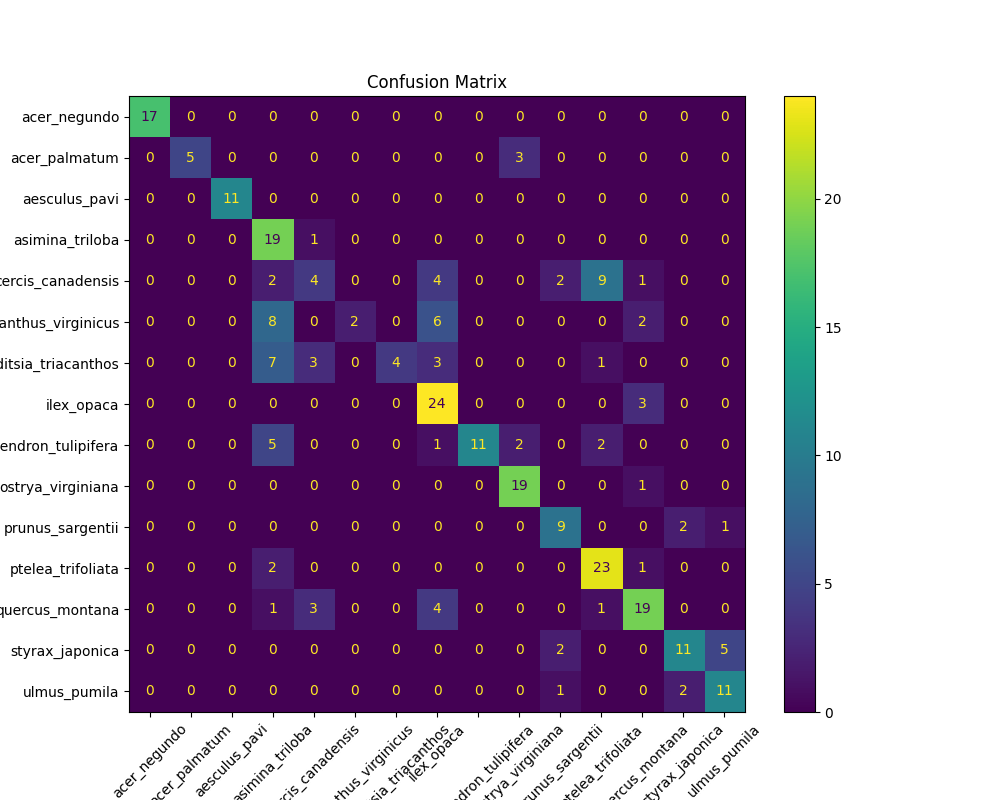 Confusion Matrix
acer_negundo 17 0 0 0 0 0 0 0 0 0 0 0 0 0 0
acer_palmatum 0 5 0 0 0 0 0 0 0 3 0 0 0 0 0
aesculus_pavi 0 0 11 0 0 0 0 0 0 0 0 0 0 0 0
asimina_triloba 0 0 0 19 1 0 0 0 0 0 0 0 0 0 0
cercis_canadensis 0 0 0 2 4 0 0 4 0 0 2 9 1 0 0
anthus_virginicus 0 0 0 8 0 2 0 6 0 0 0 0 2 0 0
ditsia_triacanthos 0 0 0 7 3 0 4 3 0 0 0 1 0 0 0
ilex_opaca 0 0 0 0 0 0 0 24 0 0 0 0 3 0 0
endron_tulipifera 0 0 0 5 0 0 0 1 11 2 0 2 0 0 0
ostrya_virginiana 0 0 0 0 0 0 0 0 0 19 0 0 1 0 0
prunus_sargentii 0 0 0 0 0 0 0 0 0 0 9 0 0 2 1
ptelea_trifoliata 0 0 0 2 0 0 0 0 0 0 0 23 1 0 0
quercus_montana 0 0 0 1 3 0 0 4 0 0 0 1 19 0 0
styrax_japonica 0 0 0 0 0 0 0 0 0 0 2 0 0 11 5
ulmus_pumila 0 0 0 0 0 0 0 0 0 0 1 0 0 2 11
acer_negundo
acer_palmatum
aesculus_pavi
asimina_triloba
rcis_canadensis
thus_virginicus
sia_triacanthos
ilex_opaca
ndron_tulipifera
strya_virginiana
runus_sargentii
telea_trifoliata
ercus_montana
tyrax_japonica
ulmus_pumila
20
15
10
5
0